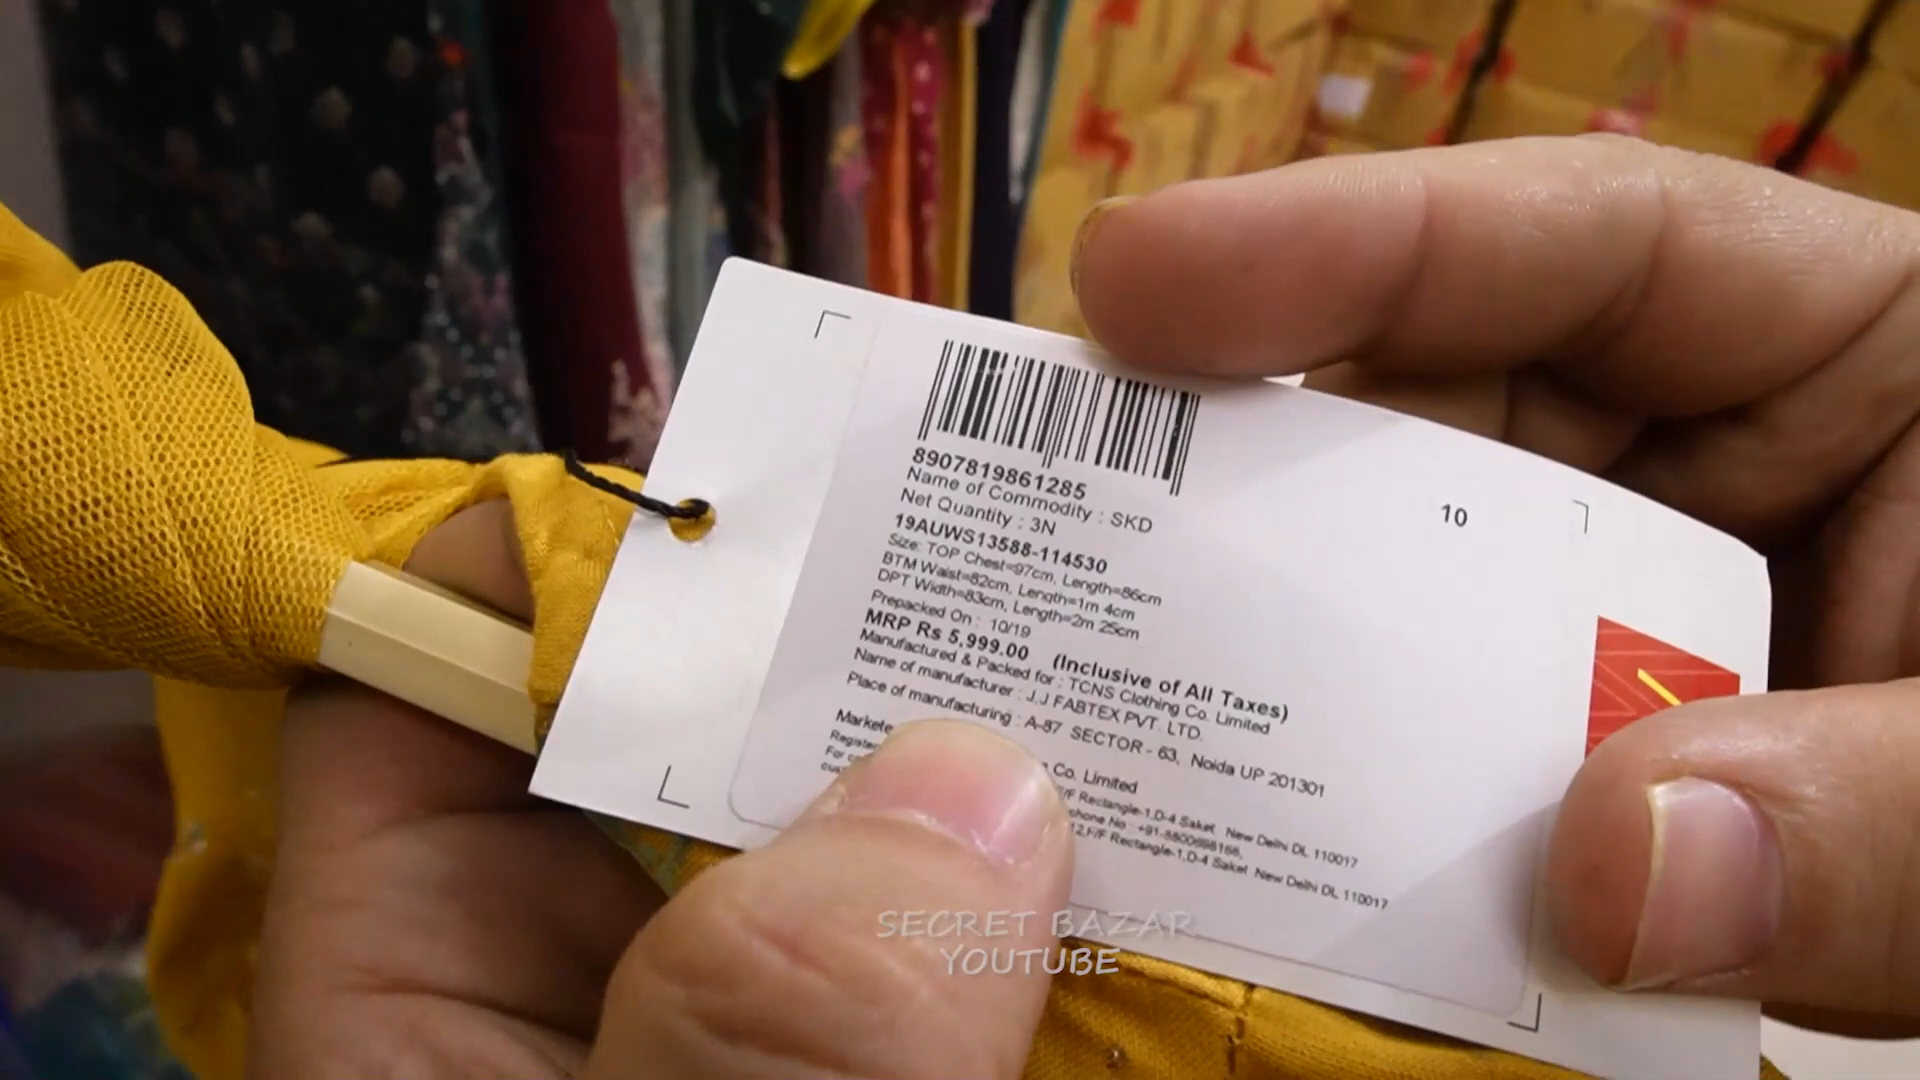 8907819861285
Name of Commodity : SKD
Net Quantity : 3N
10
19AUWS13588-114530
Size: TOP Chest=97cm, Length=86cm
BTM Waist=82cm, Length=1m 4cm
DPT Width=83cm, Length=2m 25cm
Prepacked On : 10/19
MRP Rs 5,999.00 (Inclusive of All Taxes)
Manufactured & Packed for : TCNS Clothing Co. Limited
Name of manufacturer : J.J FABTEX PVT. LTD.
Place of manufacturing : A-87 SECTOR - 63, Noida UP 201301
Co. Limited
F/F Rectangle-1,D-4 Saket, New Delhi DL 110017
F/F Rectangle-1,D-4 Saket New Delhi DL 110017
SECRET BAZAR
YOUTUBE